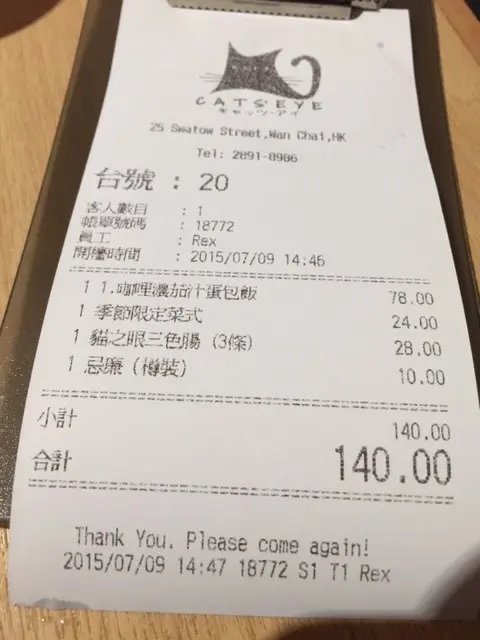 CATS'EYE
キャッツ・アイ
25 Swatow Street,Wan Chai,HK
Tel: 2891-8986
台號 : 20
客人數目 : 1
帳單號碼 : 18772
員工 : Rex
開檯時間 : 2015/07/09 14:46
1 1.咖哩濃茄汁蛋包飯 78.00
1 季節限定菜式 24.00
1 貓之眼三色腸 (3條) 28.00
1 忌廉 (樽裝) 10.00
小計 140.00
合計 140.00
Thank You. Please come again!
2015/07/09 14:47 18772 S1 T1 Rex